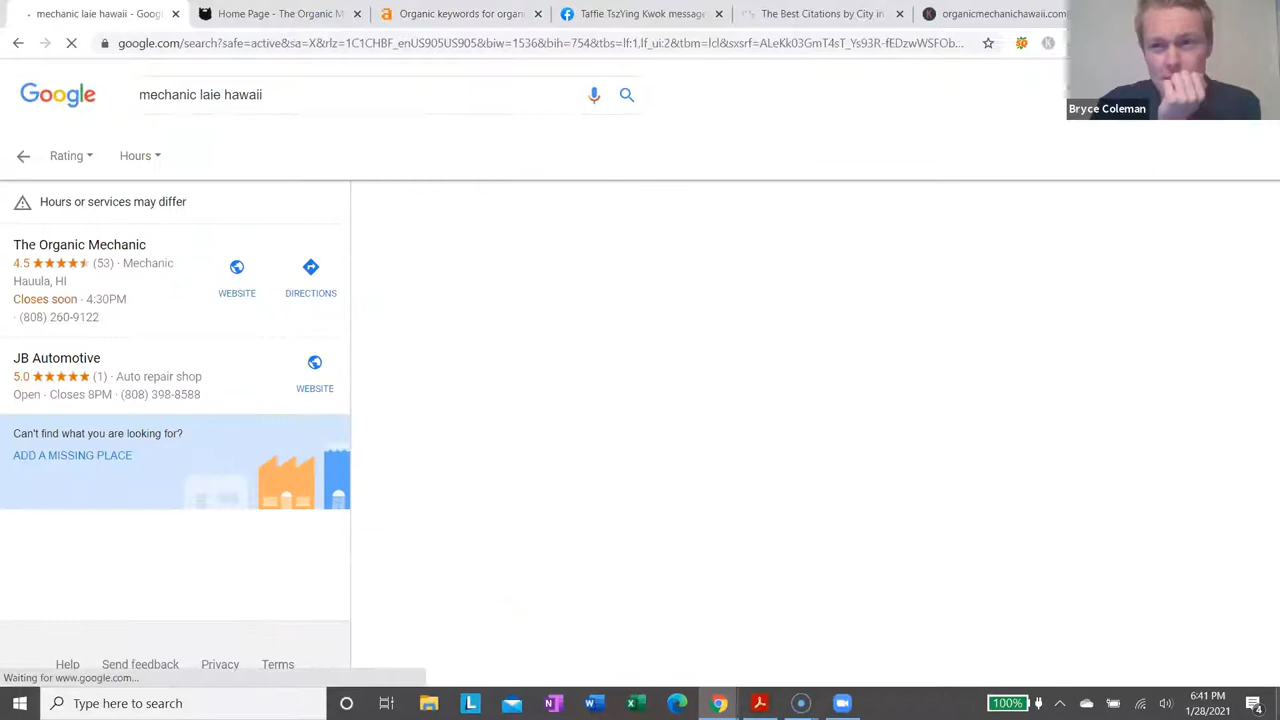 mechanic laie hawaii - Googl
Home Page - The Organic M
Organic keywords for organ
Taffie TszYing Kwok message
The Best Citations by City in
organicmechanichawaii.com
google.com/search?safe=active&sa=X&rlz=1C1CHBF_enUS905US905&biw=1536&bih=754&tbs=lf:1,lf_ui:2&tbm=lcl&sxsrf=ALeKk03GmT4sT_Ys93R-fEDzwWSFOb...
Google
mechanic laie hawaii
Bryce Coleman
Rating
Hours
Hours or services may differ
The Organic Mechanic
4.5 (53) · Mechanic
Hauula, HI
Closes soon · 4:30PM
· (808) 260-9122
WEBSITE
DIRECTIONS
JB Automotive
5.0 (1) · Auto repair shop
Open · Closes 8PM · (808) 398-8588
WEBSITE
Can't find what you are looking for?
ADD A MISSING PLACE
Help
Send feedback
Privacy
Terms
Waiting for www.google.com...
Type here to search
100%
6:41 PM
1/28/2021
4